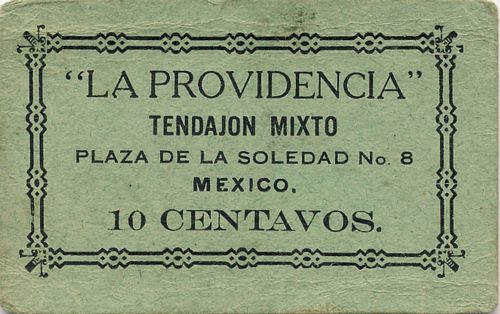 "LA PROVIDENCIA"
TENDAJON MIXTO
PLAZA DE LA SOLEDAD No. 8
MEXICO.
10 CENTAVOS.